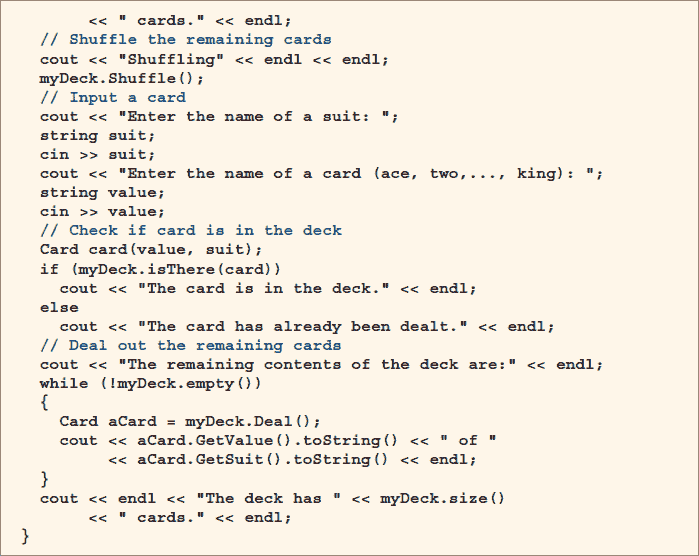 << " cards." << endl;
// Shuffle the remaining cards
cout << "Shuffling" << endl << endl;
myDeck.Shuffle();
// Input a card
cout << "Enter the name of a suit: ";
string suit;
cin >> suit;
cout << "Enter the name of a card (ace, two,..., king): ";
string value;
cin >> value;
// Check if card is in the deck
Card card(value, suit);
if (myDeck.isThere(card))
cout << "The card is in the deck." << endl;
else
cout << "The card has already been dealt." << endl;
// Deal out the remaining cards
cout << "The remaining contents of the deck are:" << endl;
while (!myDeck.empty())
{
Card aCard = myDeck.Deal();
cout << aCard.GetValue().toString() << " of "
<< aCard.GetSuit().toString() << endl;
}
cout << endl << "The deck has " << myDeck.size()
<< " cards." << endl;
}